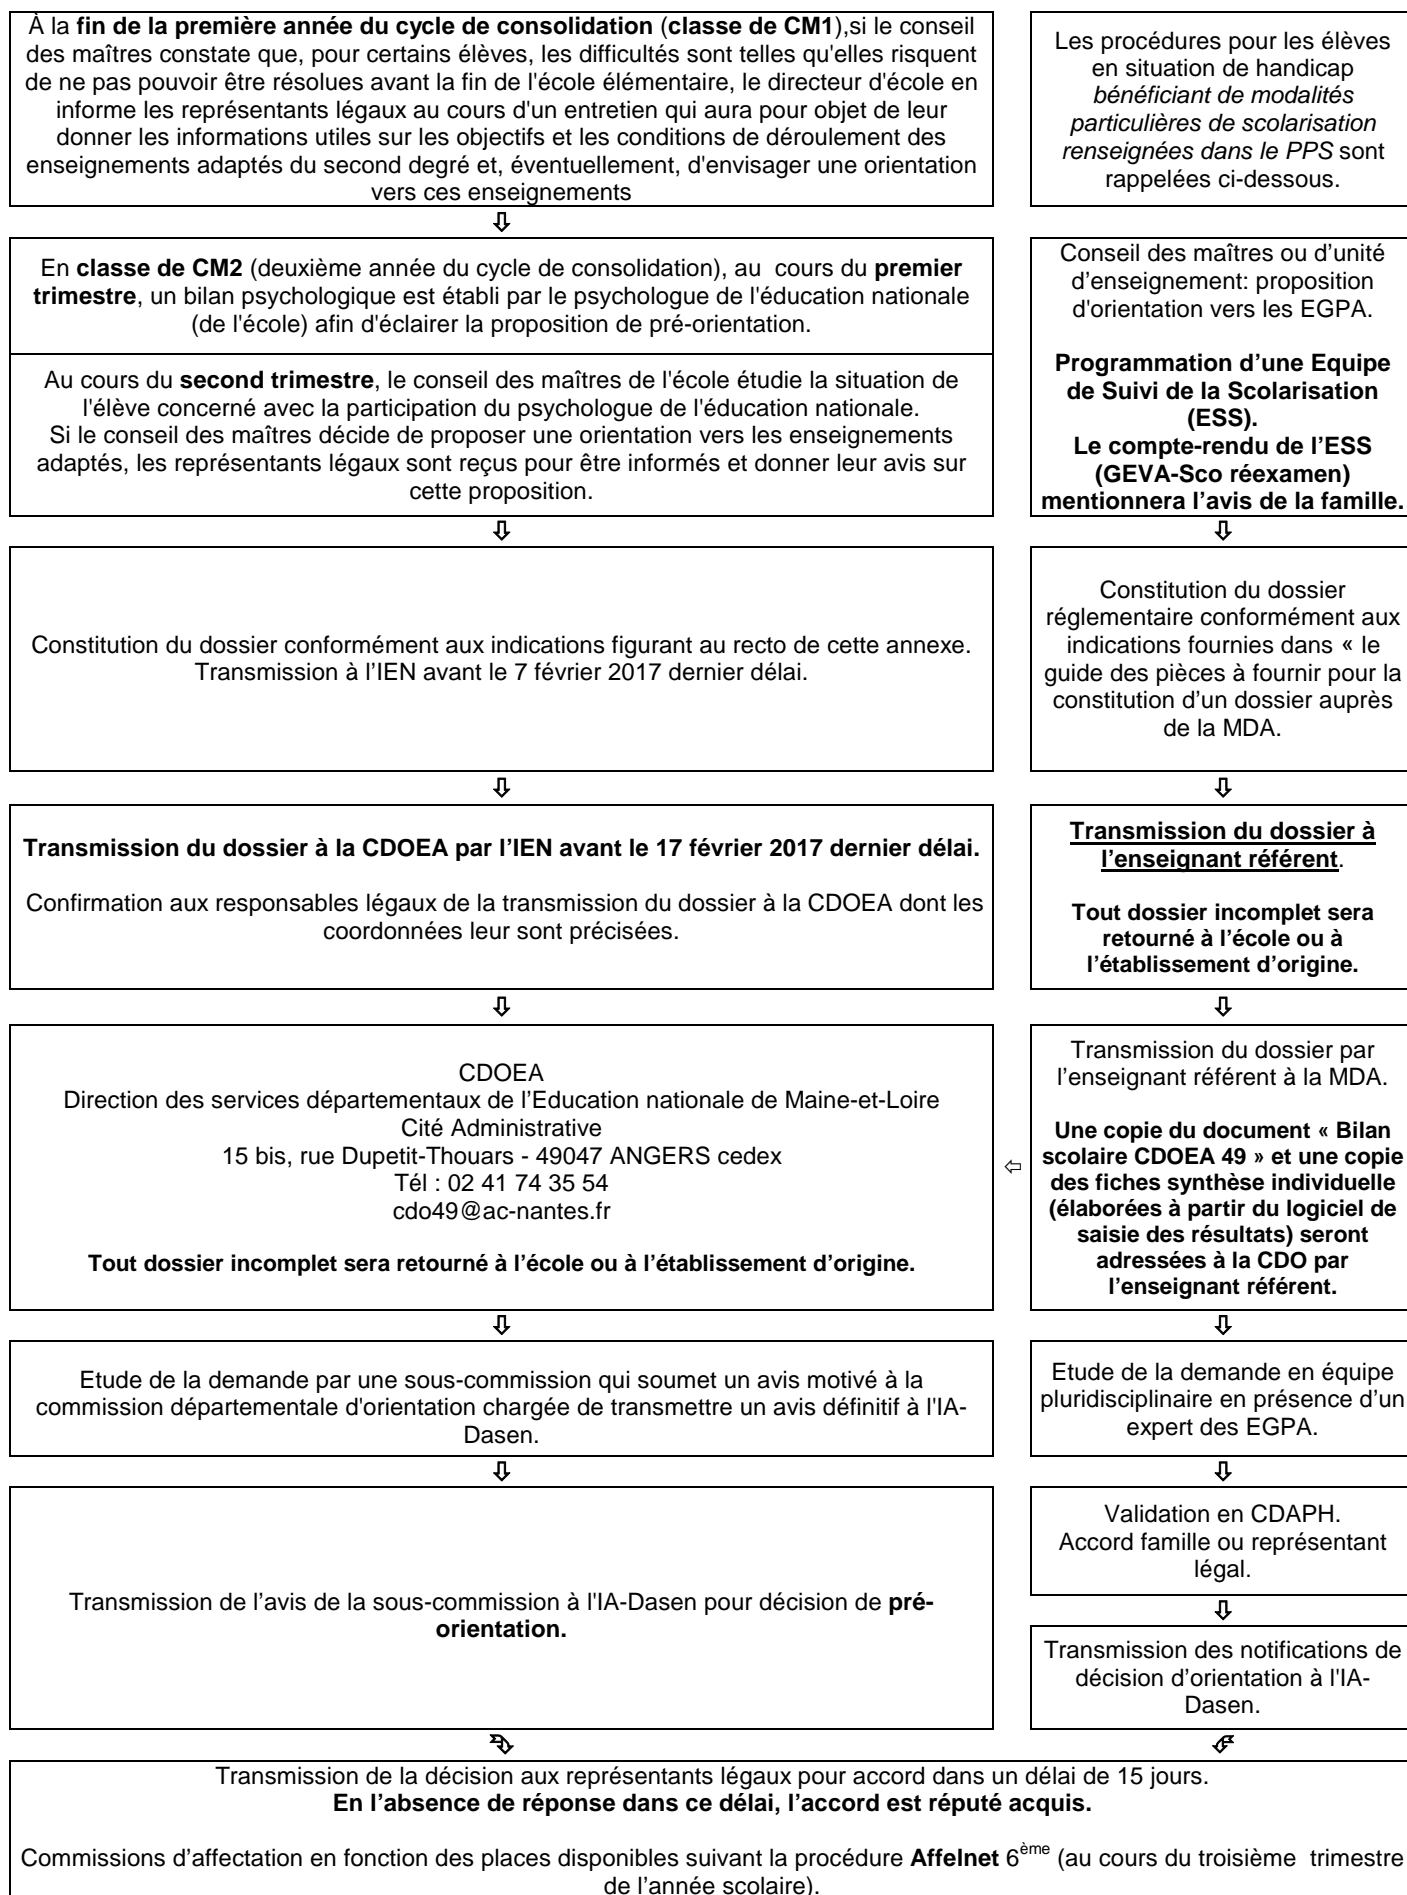 À la fin de la première année du cycle de consolidation (classe de CM1),si le conseil
des maîtres constate que, pour certains élèves, les difficultés sont telles qu'elles risquent
de ne pas pouvoir être résolues avant la fin de l'école élémentaire, le directeur d'école en
informe les représentants légaux au cours d'un entretien qui aura pour objet de leur
donner les informations utiles sur les objectifs et les conditions de déroulement des
enseignements adaptés du second degré et, éventuellement, d'envisager une orientation
vers ces enseignements
Les procédures pour les élèves
en situation de handicap
bénéficiant de modalités
particulières de scolarisation
renseignées dans le PPS sont
rappelées ci-dessous.
⇩
En classe de CM2 (deuxième année du cycle de consolidation), au cours du premier
trimestre, un bilan psychologique est établi par le psychologue de l'éducation nationale
(de l'école) afin d'éclairer la proposition de pré-orientation.
Au cours du second trimestre, le conseil des maîtres de l'école étudie la situation de
l'élève concerné avec la participation du psychologue de l'éducation nationale.
Si le conseil des maîtres décide de proposer une orientation vers les enseignements
adaptés, les représentants légaux sont reçus pour être informés et donner leur avis sur
cette proposition.
Conseil des maîtres ou d’unité
d’enseignement: proposition
d'orientation vers les EGPA.
Programmation d’une Equipe
de Suivi de la Scolarisation
(ESS).
Le compte-rendu de l’ESS
(GEVA-Sco réexamen)
mentionnera l’avis de la famille.
⇩ ⇩
Constitution du dossier conformément aux indications figurant au recto de cette annexe.
Transmission à l’IEN avant le 7 février 2017 dernier délai.
Constitution du dossier
réglementaire conformément aux
indications fournies dans « le
guide des pièces à fournir pour la
constitution d’un dossier auprès
de la MDA.
⇩ ⇩
Transmission du dossier à la CDOEA par l’IEN avant le 17 février 2017 dernier délai.
Confirmation aux responsables légaux de la transmission du dossier à la CDOEA dont les
coordonnées leur sont précisées.
Transmission du dossier à
l’enseignant référent.
Tout dossier incomplet sera
retourné à l’école ou à
l’établissement d’origine.
⇩ ⇩
CDOEA
Direction des services départementaux de l’Education nationale de Maine-et-Loire
Cité Administrative
15 bis, rue Dupetit-Thouars - 49047 ANGERS cedex
Tél : 02 41 74 35 54
cdo49@ac-nantes.fr
Tout dossier incomplet sera retourné à l’école ou à l’établissement d’origine.
⇦
Transmission du dossier par
l’enseignant référent à la MDA.
Une copie du document « Bilan
scolaire CDOEA 49 » et une copie
des fiches synthèse individuelle
(élaborées à partir du logiciel de
saisie des résultats) seront
adressées à la CDO par
l’enseignant référent.
⇩ ⇩
Etude de la demande par une sous-commission qui soumet un avis motivé à la
commission départementale d'orientation chargée de transmettre un avis définitif à l'IA-
Dasen.
Etude de la demande en équipe
pluridisciplinaire en présence d’un
expert des EGPA.
⇩ ⇩
Transmission de l’avis de la sous-commission à l'IA-Dasen pour décision de pré-
orientation.
Validation en CDAPH.
Accord famille ou représentant
légal.
⇩
Transmission des notifications de
décision d’orientation à l'IA-
Dasen.
Transmission de la décision aux représentants légaux pour accord dans un délai de 15 jours.
En l’absence de réponse dans ce délai, l’accord est réputé acquis.
Commissions d’affectation en fonction des places disponibles suivant la procédure Affelnet 6ème (au cours du troisième trimestre
de l’année scolaire).